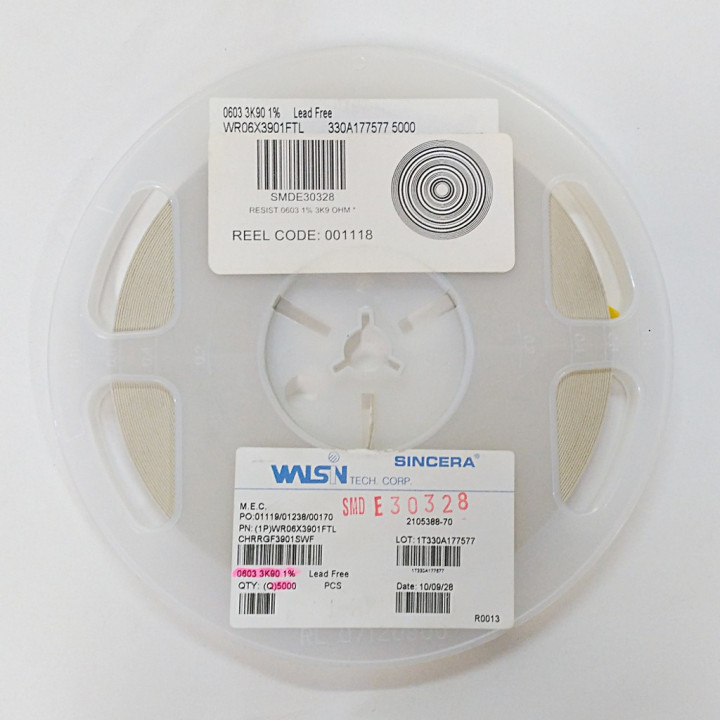 0603 3K90 1% Lead Free
WR06X3901FTL 330A177577 5000
SMDE30328
RESIST.0603 1% 3K9 OHM *
REEL CODE: 001118
WALSIN TECH. CORP. SINCERA®
M.E.C. SMD E30328
PO:01119/01238/00170 2105388-70
PN: (1P)WR06X3901FTL
CHRRGF3901SWF LOT: 1T330A177577
1T330A177577
0603 3K90 1% Lead Free
QTY: (Q)5000 PCS Date: 10/09/28
R0013